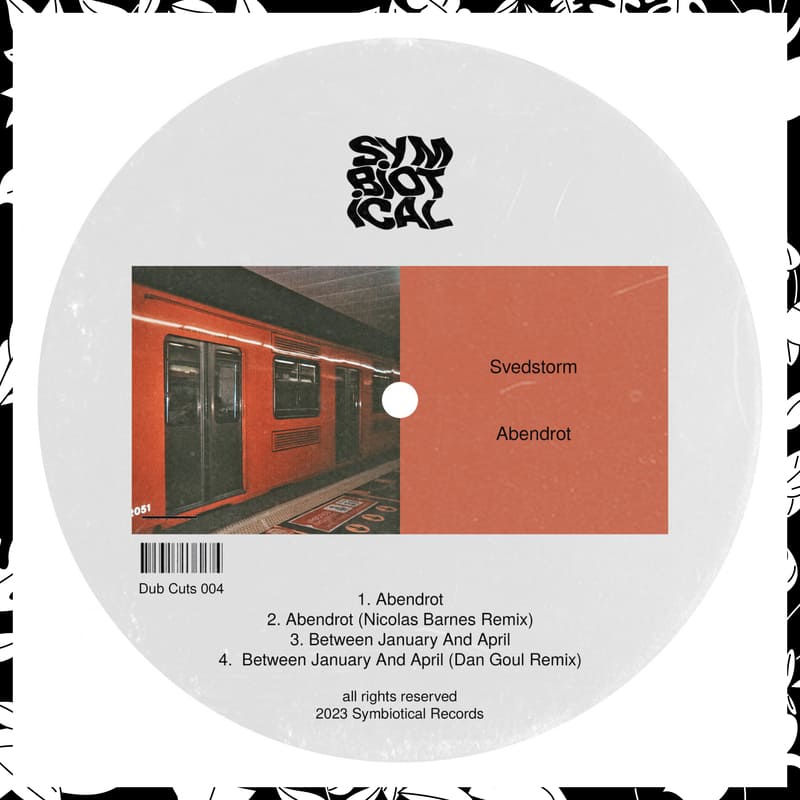 SYM
BIOT
ICAL
Svedstorm
Abendrot
2051
Dub Cuts 004
1. Abendrot
2. Abendrot (Nicolas Barnes Remix)
3. Between January And April
4. Between January And April (Dan Goul Remix)
all rights reserved
2023 Symbiotical Records